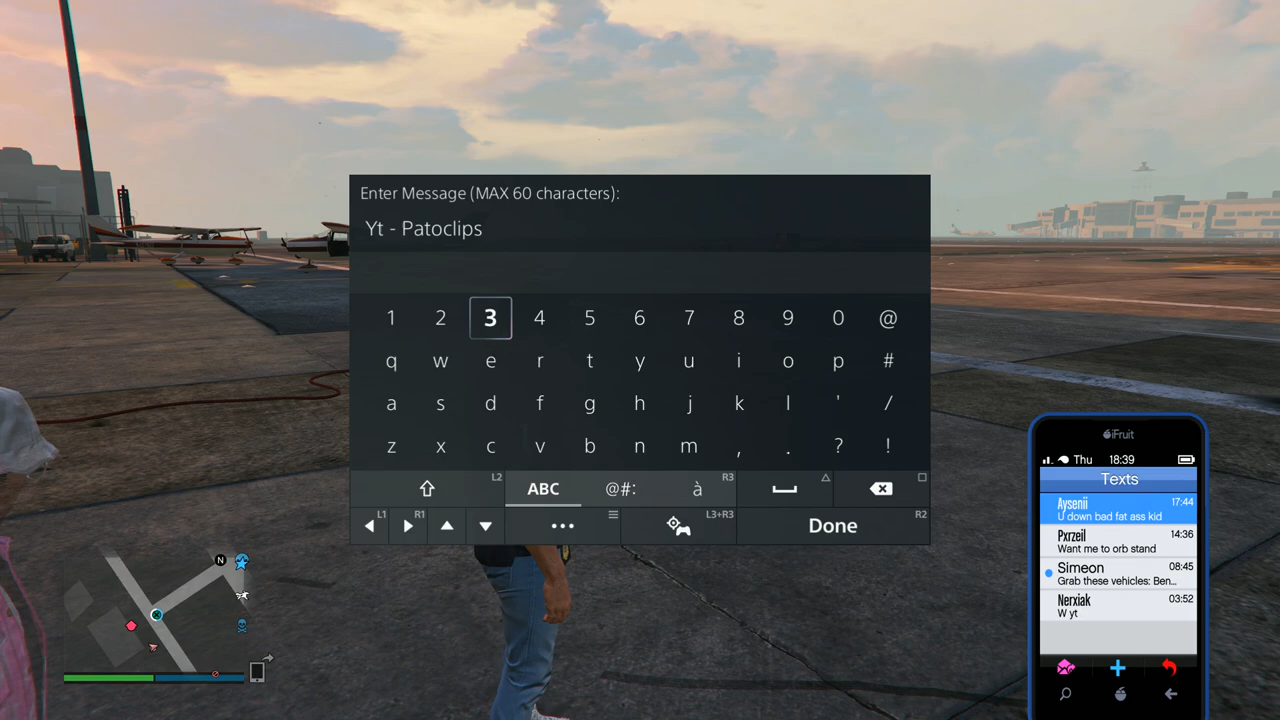 Enter Message (MAX 60 characters):
Yt - Patoclips
1 2 3 4 5 6 7 8 9 0 @
q w e r t y u i o p #
a s d f g h j k l ' /
z x c v b n m , . ? !
L2 ABC @#: à R3
L1 R1 ... L3+R3 Done R2
iFruit
Thu 18:39
Texts
Aysenii 17:44
U down bad fat ass kid
Pxrzeil 14:36
Want me to orb stand
Simeon 08:45
Grab these vehicles: Ben...
Nerxiak 03:52
W yt
N